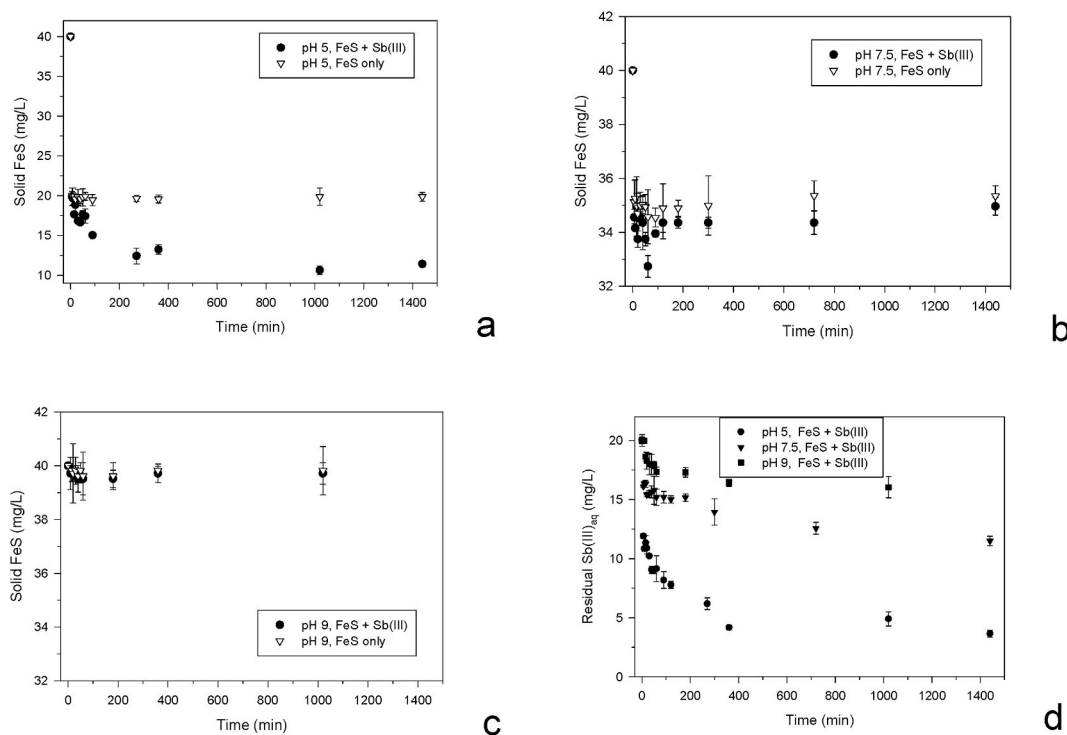 a
40
35
30
25
20
15
10
Solid FeS (mg/L)
pH 5, FeS + Sb(III)
pH 5, FeS only
0 200 400 600 800 1000 1200 1400
Time (min)
b
42
40
38
36
34
32
Solid FeS (mg/L)
pH 7.5, FeS + Sb(III)
pH 7.5, FeS only
0 200 400 600 800 1000 1200 1400
Time (min)
c
42
40
38
36
34
32
Solid FeS (mg/L)
pH 9, FeS + Sb(III)
pH 9, FeS only
0 200 400 600 800 1000 1200 1400
Time (min)
d
25
20
15
10
5
0
Residual Sb(III)aq (mg/L)
pH 5, FeS + Sb(III)
pH 7.5, FeS + Sb(III)
pH 9, FeS + Sb(III)
0 200 400 600 800 1000 1200 1400
Time (min)